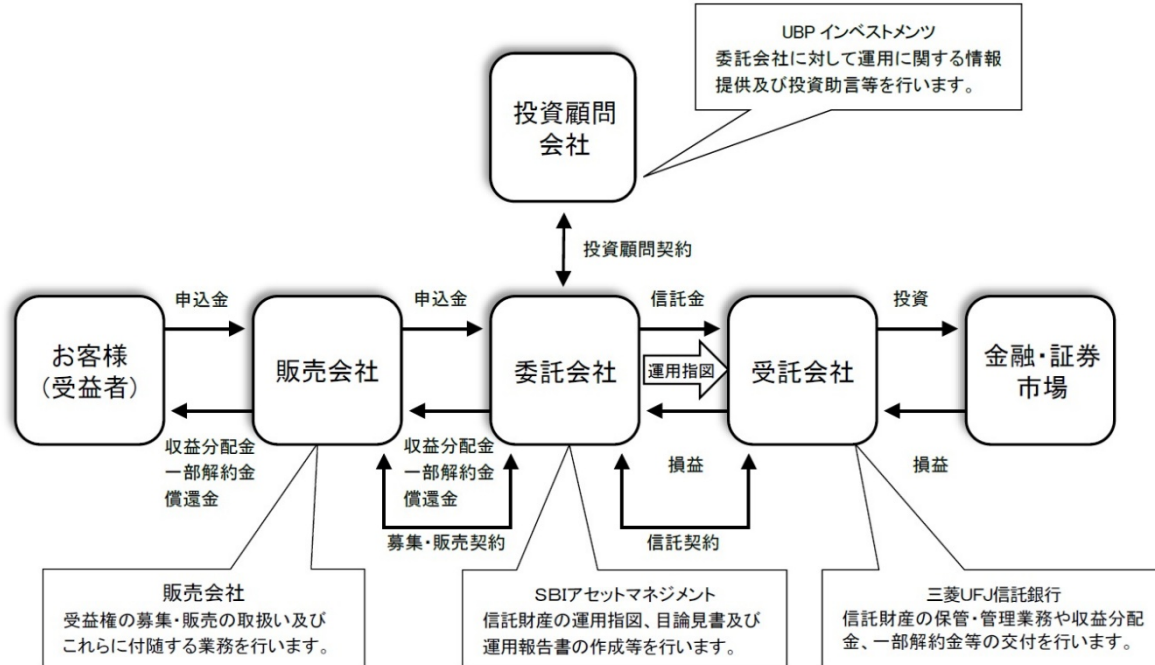 UBP インベストメンツ
委託会社に対して運用に関する情報
提供及び投資助言等を行います。
投資顧問
会社
投資顧問契約
申込金
申込金
信託金
投資
お客様
(受益者)
販売会社
委託会社
運用指図
受託会社
金融・証券
市場
収益分配金
一部解約金
償還金
収益分配金
一部解約金
償還金
損益
損益
募集・販売契約
信託契約
販売会社
受益権の募集・販売の取扱い及び
これらに付随する業務を行います。
SBIアセットマネジメント
信託財産の運用指図、目論見書及び
運用報告書の作成等を行います。
三菱UFJ信託銀行
信託財産の保管・管理業務や収益分配
金、一部解約金等の交付を行います。